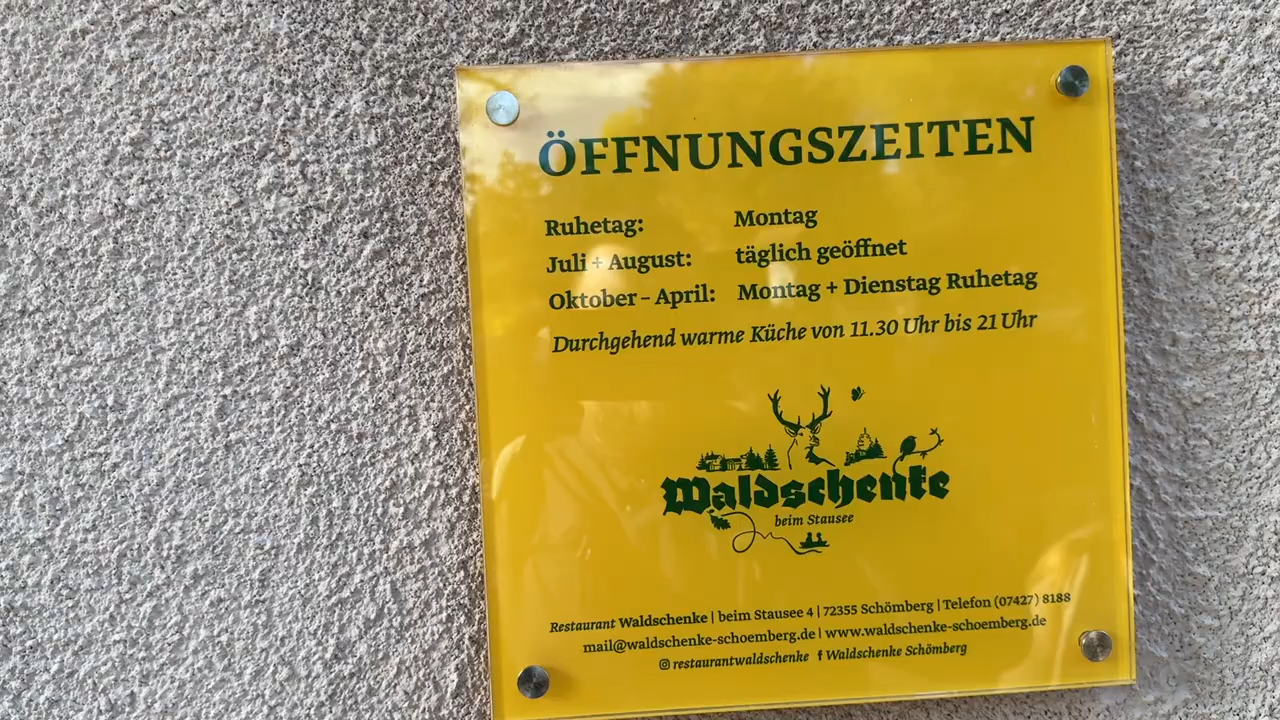 ÖFFNUNGSZEITEN
Ruhetag: Montag
Juli + August: täglich geöffnet
Oktober – April: Montag + Dienstag Ruhetag
Durchgehend warme Küche von 11.30 Uhr bis 21 Uhr
Waldschenke
beim Stausee
Restaurant Waldschenke | beim Stausee 4 | 72355 Schömberg | Telefon (07427) 8188
mail@waldschenke-schoemberg.de | www.waldschenke-schoemberg.de
restaurantwaldschenke f Waldschenke Schömberg